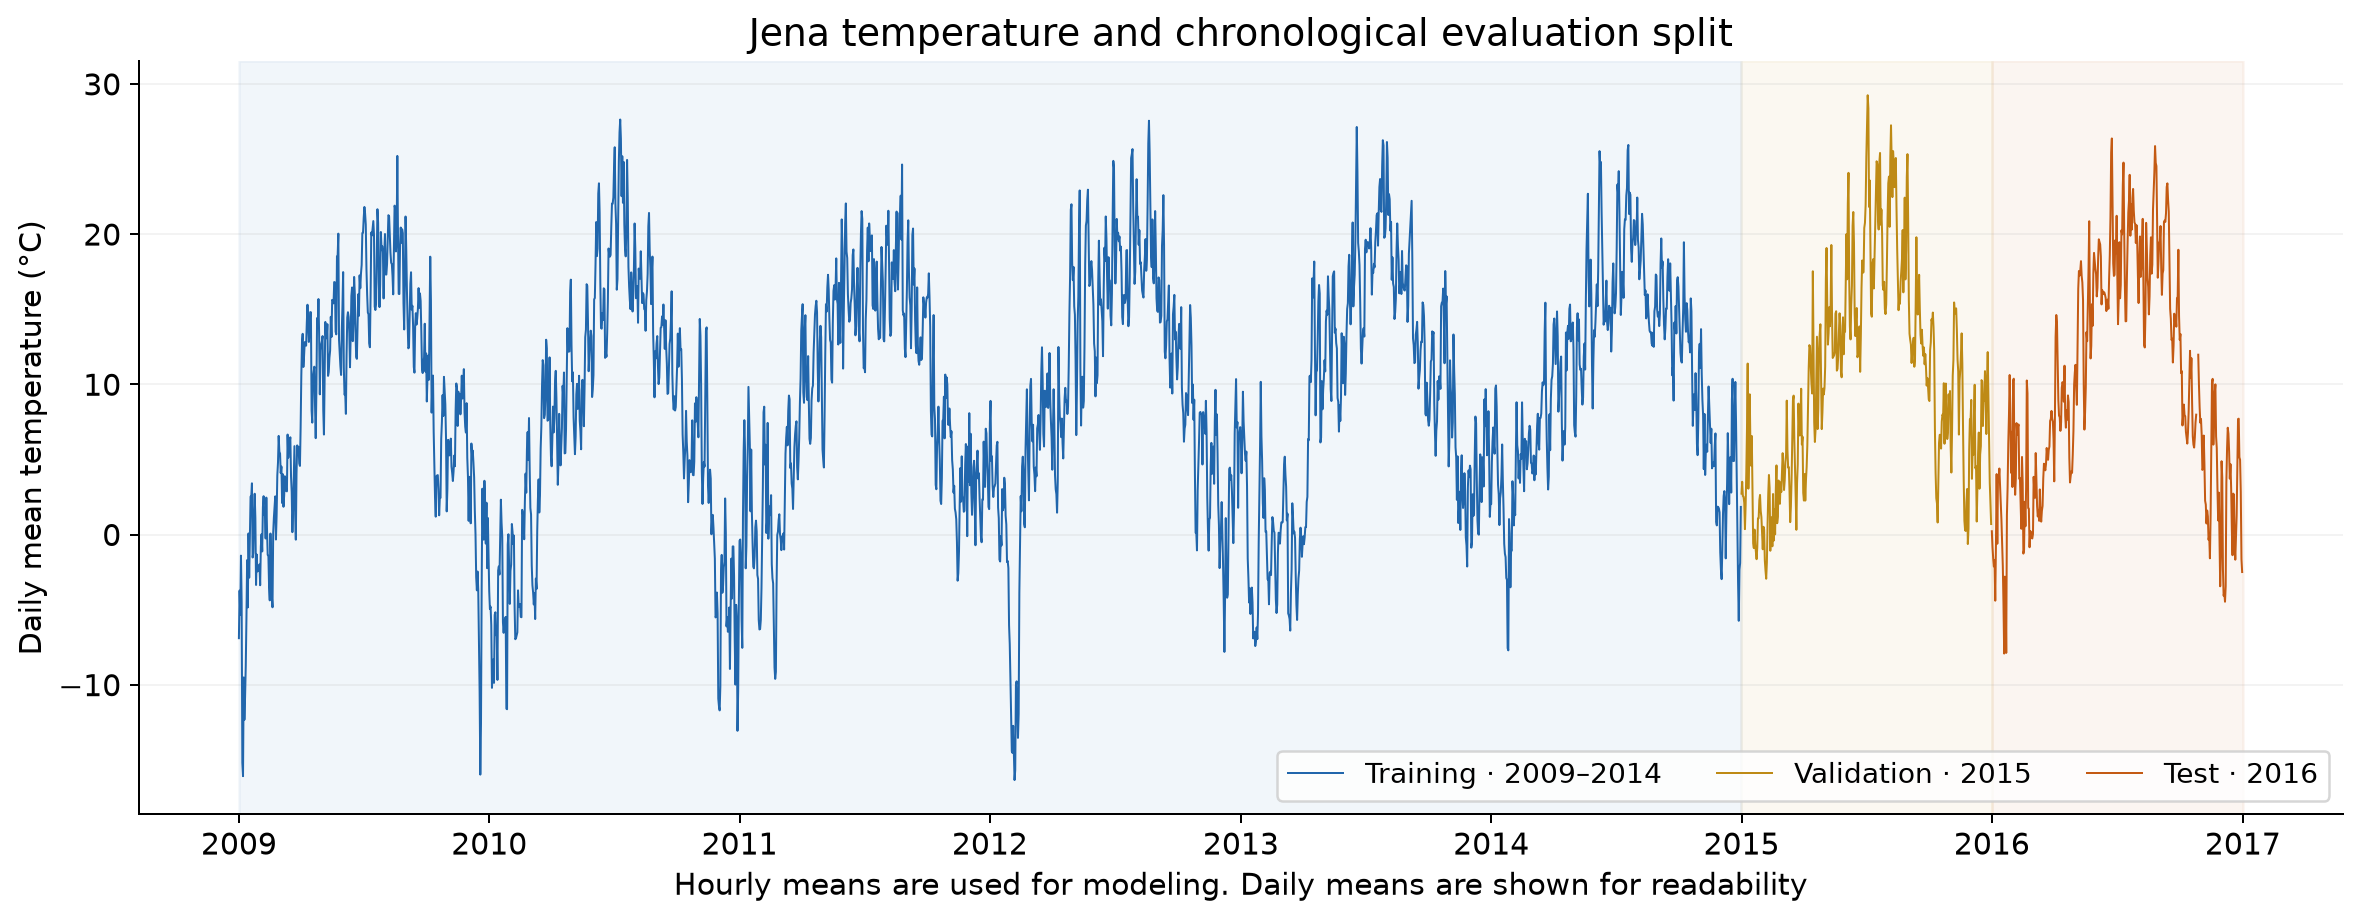 Jena temperature and chronological evaluation split
Daily mean temperature (°C)
30
20
10
0
−10
Training · 2009–2014
Validation · 2015
Test · 2016
2009
2010
2011
2012
2013
2014
2015
2016
2017
Hourly means are used for modeling. Daily means are shown for readability